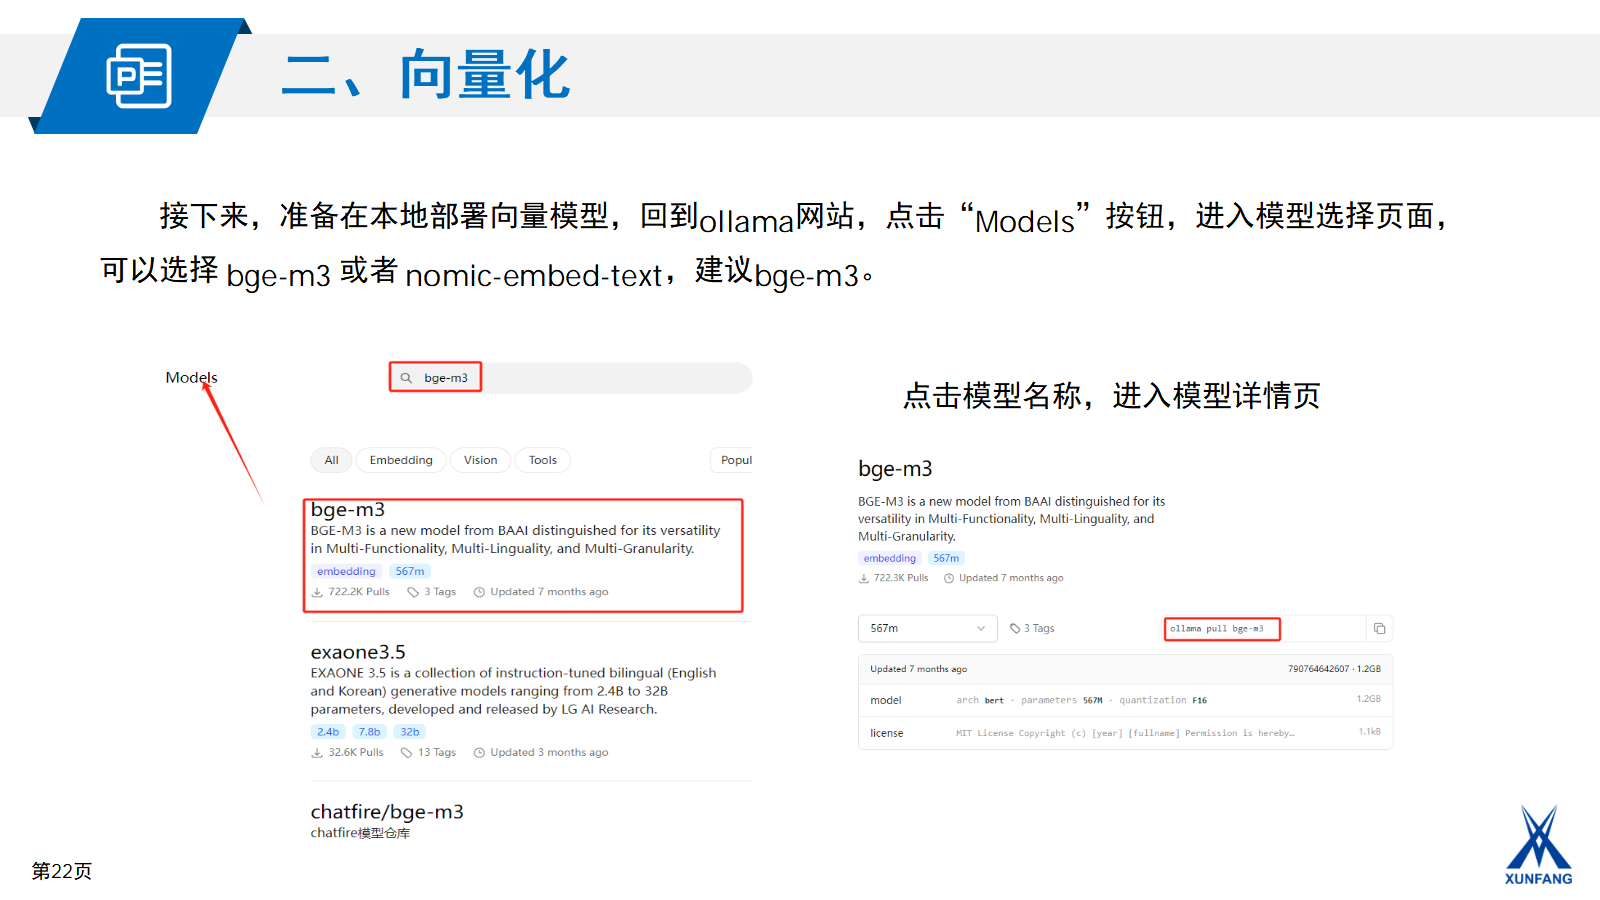 二、向量化
接下来，准备在本地部署向量模型，回到ollama网站，点击“Models”按钮，进入模型选择页面，
可以选择 bge-m3 或者 nomic-embed-text，建议bge-m3。
Models
bge-m3
All Embedding Vision Tools Popul
bge-m3
BGE-M3 is a new model from BAAI distinguished for its versatility
in Multi-Functionality, Multi-Linguality, and Multi-Granularity.
embedding 567m
722.2K Pulls 3 Tags Updated 7 months ago
exaone3.5
EXAONE 3.5 is a collection of instruction-tuned bilingual (English
and Korean) generative models ranging from 2.4B to 32B
parameters, developed and released by LG AI Research.
2.4b 7.8b 32b
32.6K Pulls 13 Tags Updated 3 months ago
chatfire/bge-m3
chatfire模型仓库
点击模型名称，进入模型详情页
bge-m3
BGE-M3 is a new model from BAAI distinguished for its
versatility in Multi-Functionality, Multi-Linguality, and
Multi-Granularity.
embedding 567m
722.3K Pulls Updated 7 months ago
567m 3 Tags ollama pull bge-m3
Updated 7 months ago 790764642607 · 1.2GB
model arch bert · parameters 567M · quantization F16 1.2GB
license MIT License Copyright (c) [year] [fullname] Permission is hereby… 1.1kB
第22页
XUNFANG